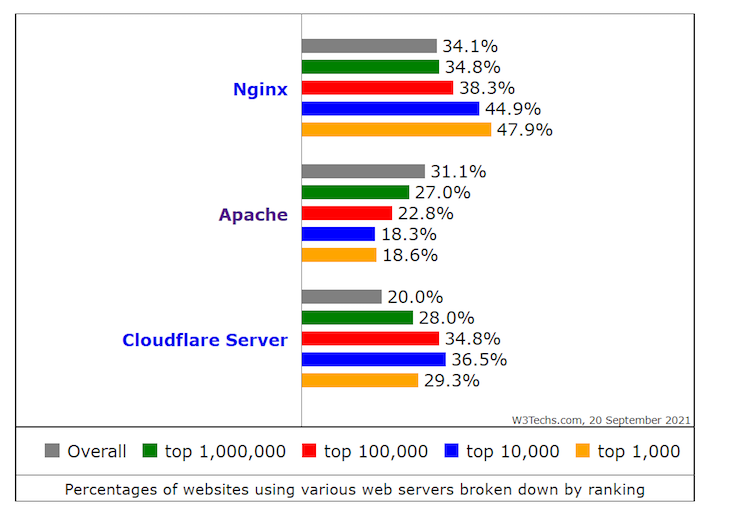 34.1%
34.8%
Nginx 38.3%
44.9%
47.9%
31.1%
27.0%
Apache 22.8%
18.3%
18.6%
20.0%
28.0%
Cloudflare Server 34.8%
36.5%
29.3%
W3Techs.com, 20 September 2021
Overall top 1,000,000 top 100,000 top 10,000 top 1,000
Percentages of websites using various web servers broken down by ranking